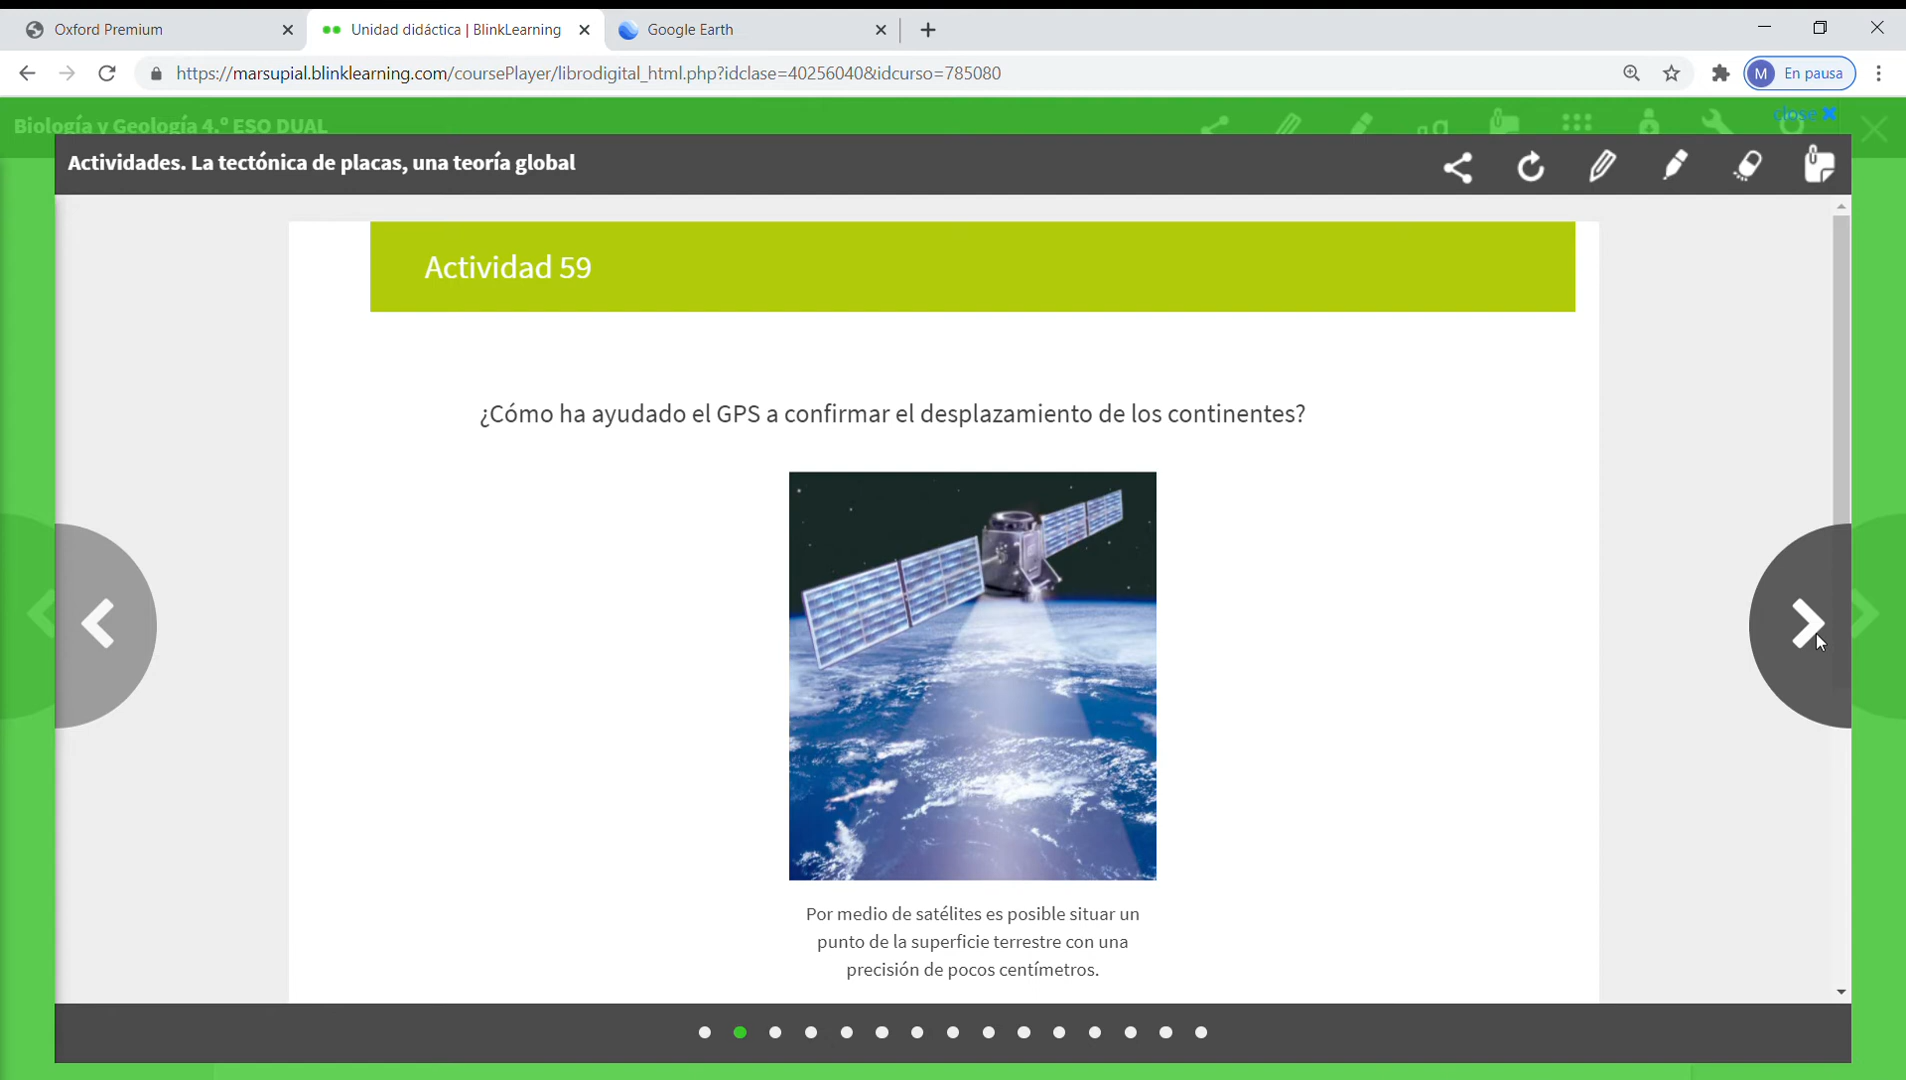 Oxford Premium
Unidad didáctica | BlinkLearning
Google Earth
https://marsupial.blinklearning.com/coursePlayer/librodigital_html.php?idclase=40256040&idcurso=785080
M
En pausa
Biología y Geología 4.º ESO DUAL
close
Actividades. La tectónica de placas, una teoría global
Actividad 59
¿Cómo ha ayudado el GPS a confirmar el desplazamiento de los continentes?
Por medio de satélites es posible situar un
punto de la superficie terrestre con una
precisión de pocos centímetros.